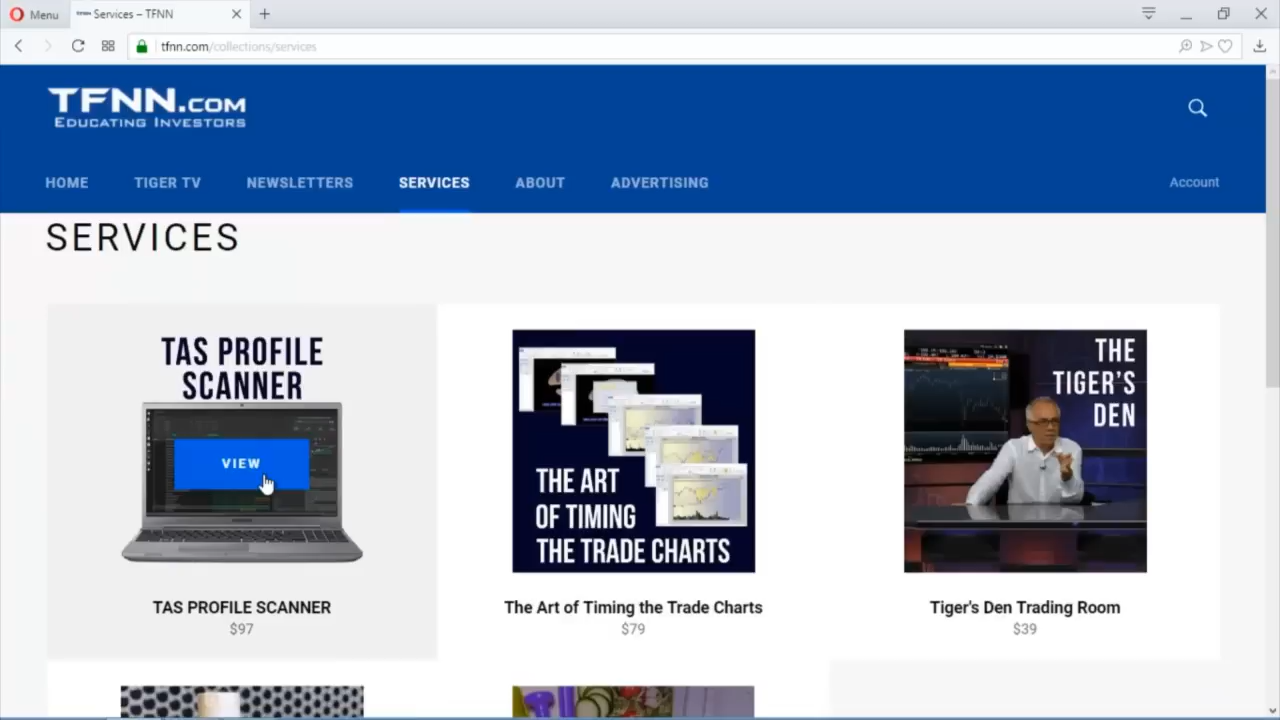 Menu
Services – TFNN
tfnn.com/collections/services
TFNN.COM
EDUCATING INVESTORS
HOME TIGER TV NEWSLETTERS SERVICES ABOUT ADVERTISING Account
SERVICES
TAS PROFILE
SCANNER
VIEW
TAS PROFILE SCANNER
$97
THE ART
OF TIMING
THE TRADE CHARTS
The Art of Timing the Trade Charts
$79
THE
TIGER'S
DEN
Tiger's Den Trading Room
$39